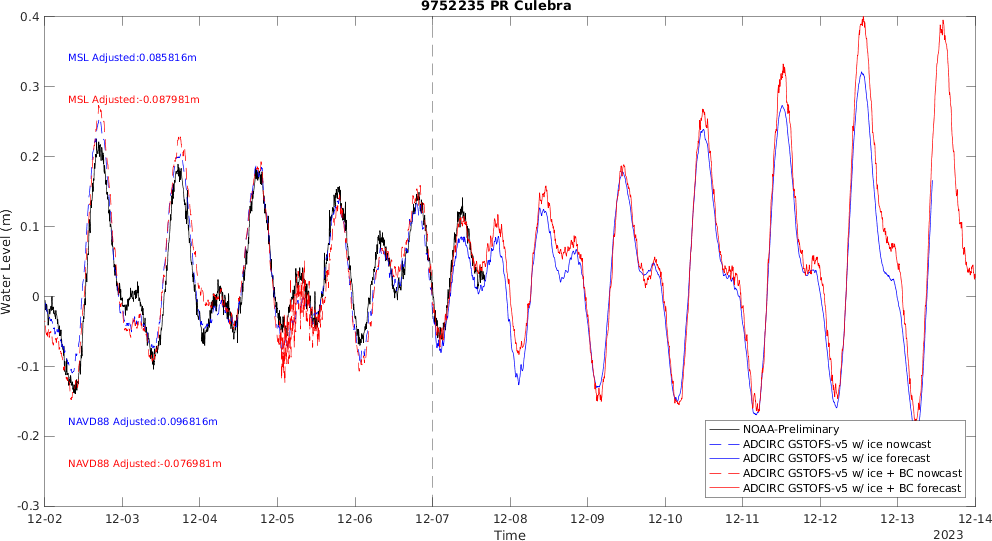 9752235 PR Culebra
0.4
0.3
0.2
0.1
0
-0.1
-0.2
-0.3
Water Level (m)
MSL Adjusted:0.085816m
MSL Adjusted:-0.087981m
NAVD88 Adjusted:0.096816m
NAVD88 Adjusted:-0.076981m
NOAA-Preliminary
ADCIRC GSTOFS-v5 w/ ice nowcast
ADCIRC GSTOFS-v5 w/ ice forecast
ADCIRC GSTOFS-v5 w/ ice + BC nowcast
ADCIRC GSTOFS-v5 w/ ice + BC forecast
12-02 12-03 12-04 12-05 12-06 12-07 12-08 12-09 12-10 12-11 12-12 12-13 12-14
Time
2023